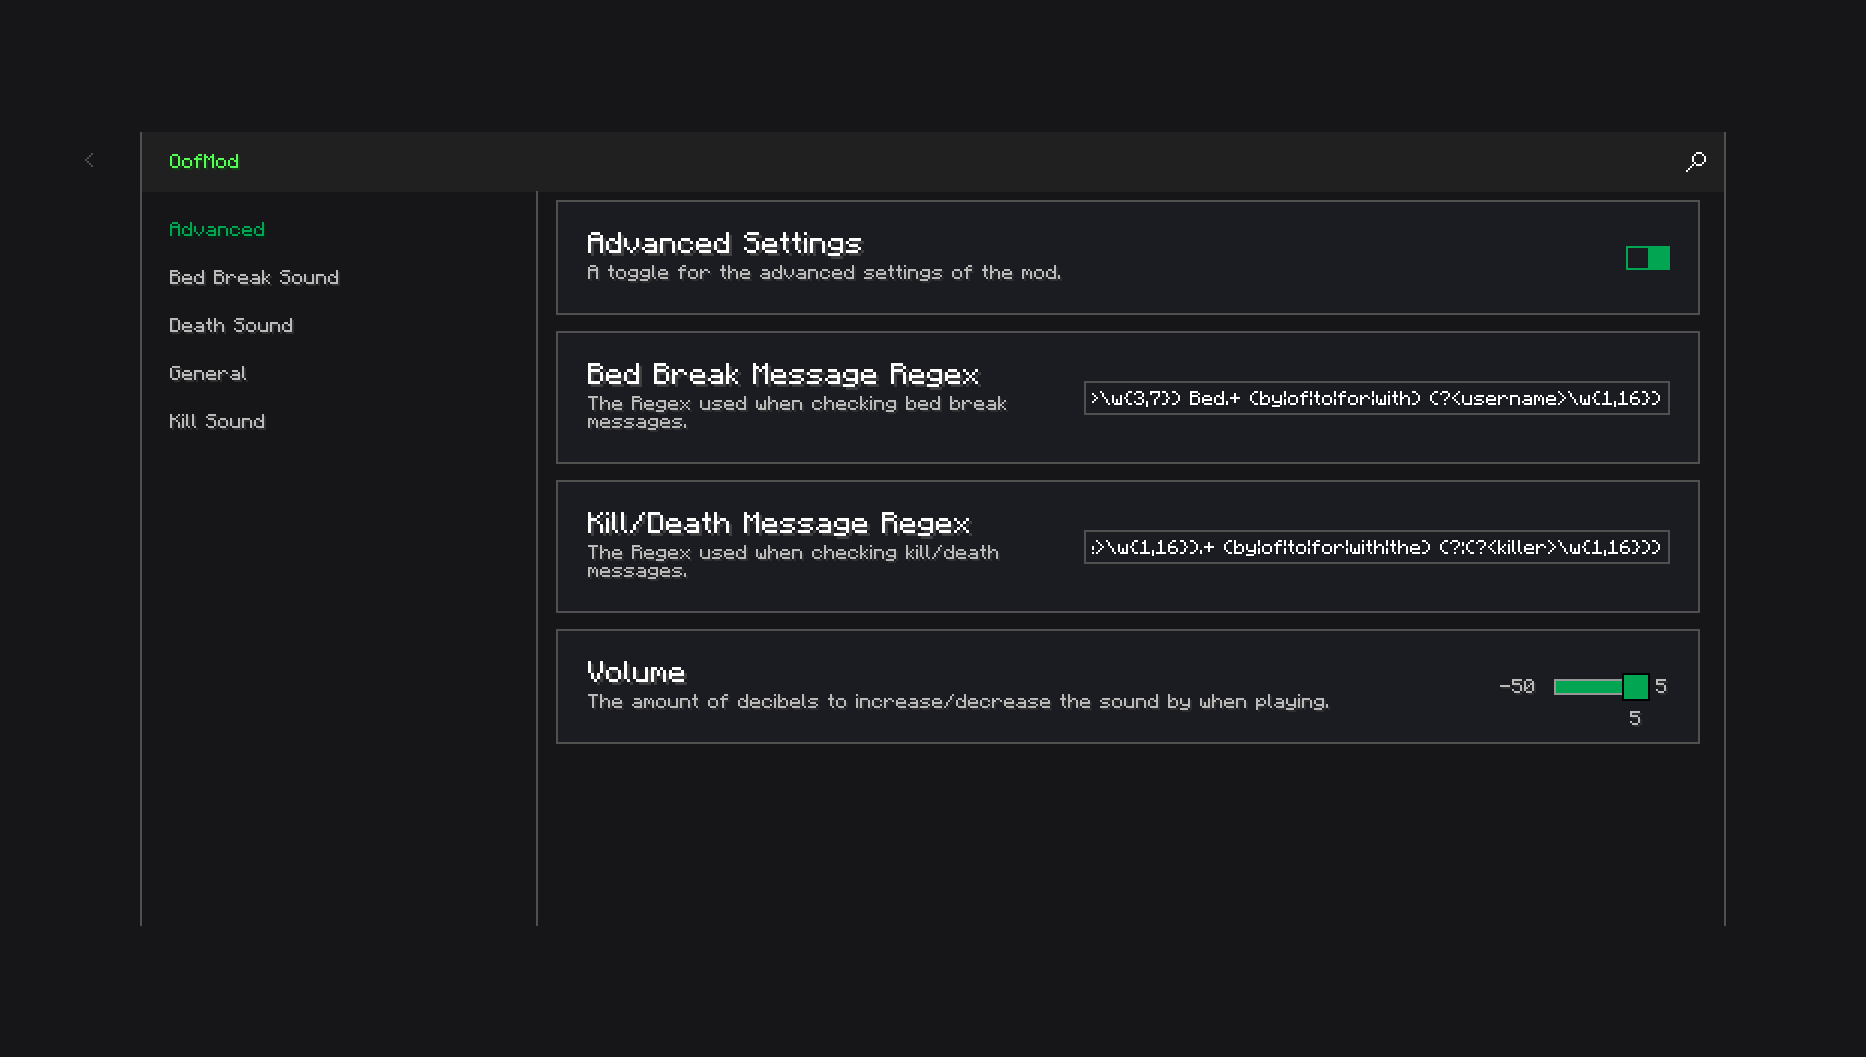 OofMod
Advanced
Bed Break Sound
Death Sound
General
Kill Sound
Advanced Settings
A toggle for the advanced settings of the mod.
Bed Break Message Regex
The Regex used when checking bed break
messages.
>\w{3,7}) Bed.+ (by|of|to|for|with) (?<username>\w{1,16})
Kill/Death Message Regex
The Regex used when checking kill/death
messages.
>\w{1,16}).+ (by|of|to|for|with|the) (?:(?<killer>\w{1,16}))
Volume
The amount of decibels to increase/decrease the sound by when playing.
-50
5
5